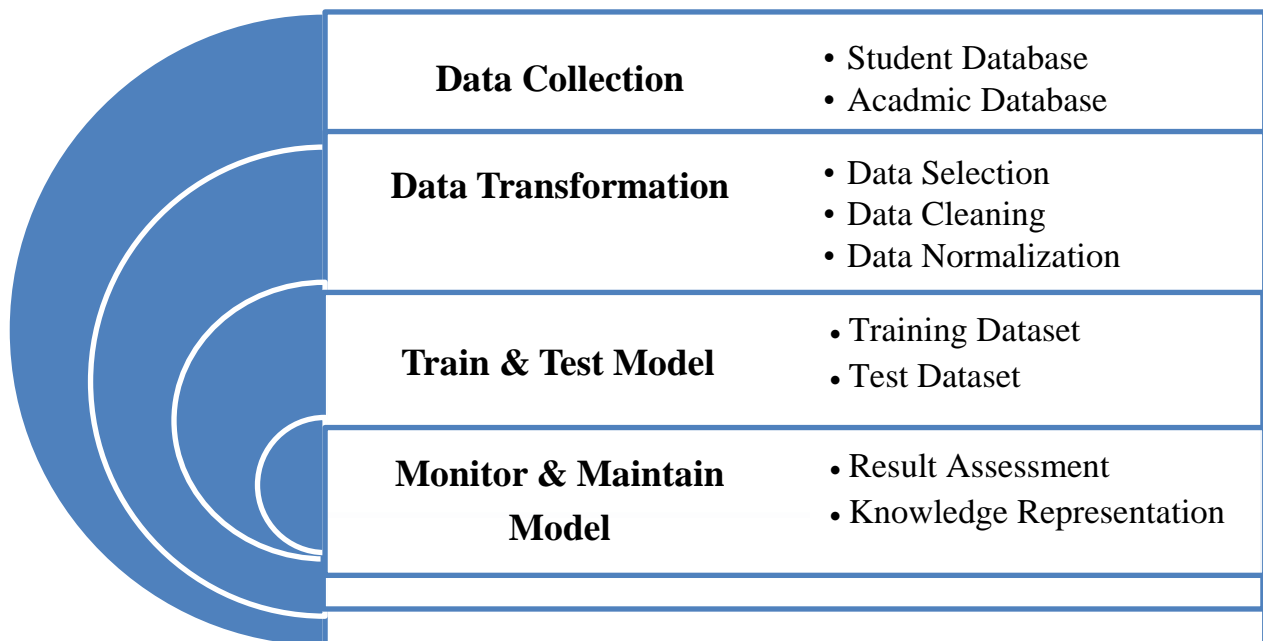 Data Collection
• Student Database
• Acadmic Database
Data Transformation
• Data Selection
• Data Cleaning
• Data Normalization
Train & Test Model
• Training Dataset
• Test Dataset
Monitor & Maintain
Model
• Result Assessment
• Knowledge Representation